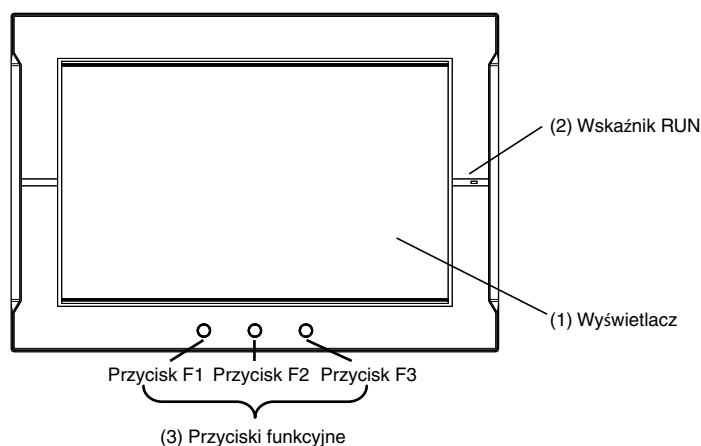 (2) Wskaźnik RUN
(1) Wyświetlacz
Przycisk F1 Przycisk F2 Przycisk F3
(3) Przyciski funkcyjne